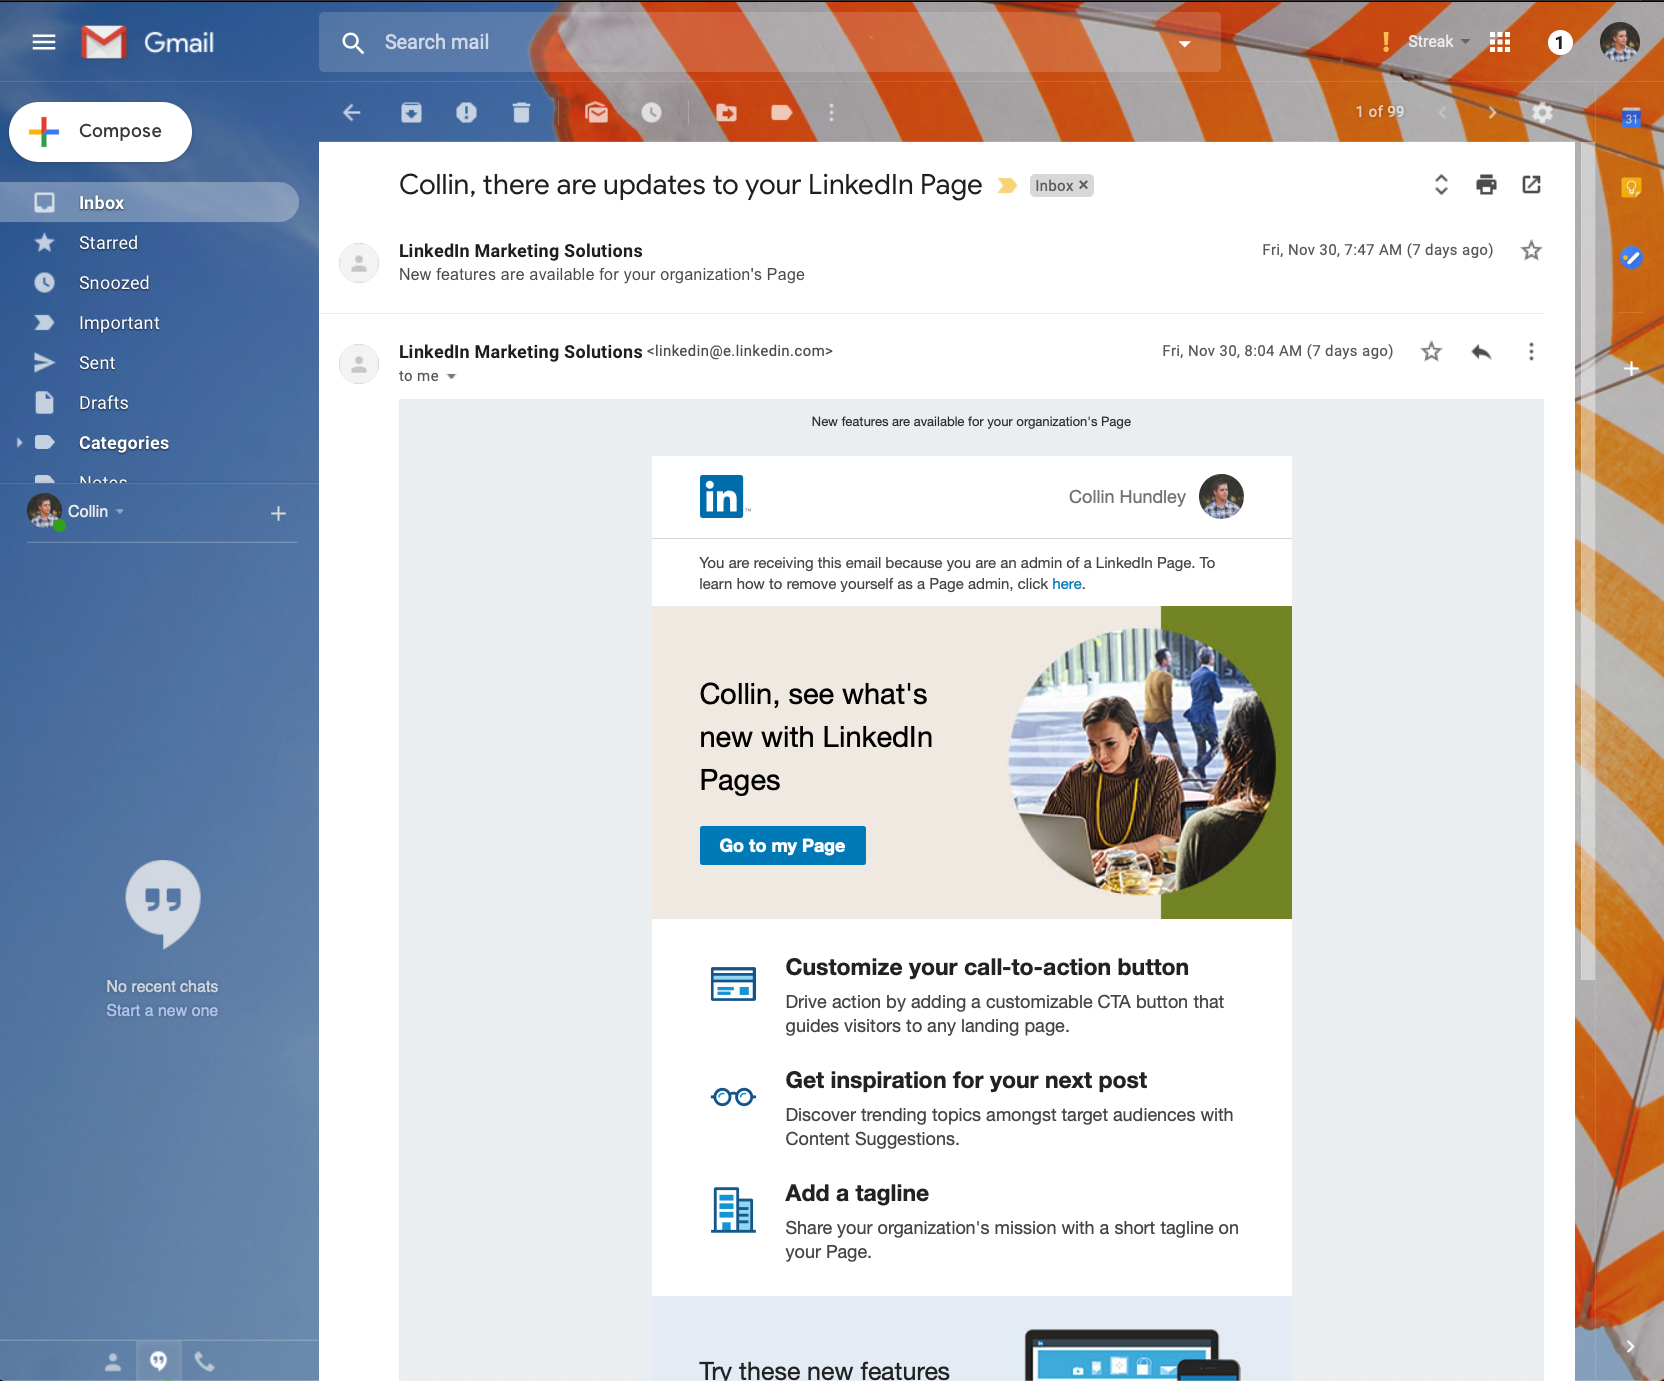 Gmail
Search mail
Streak
1
Compose
1 of 99
31
Inbox
Starred
Snoozed
Important
Sent
Drafts
Categories
Notes
Collin
No recent chats
Start a new one
Collin, there are updates to your LinkedIn Page
Inbox
LinkedIn Marketing Solutions
Fri, Nov 30, 7:47 AM (7 days ago)
New features are available for your organization's Page
LinkedIn Marketing Solutions <linkedin@e.linkedin.com>
Fri, Nov 30, 8:04 AM (7 days ago)
to me
New features are available for your organization's Page
in
TM
Collin Hundley
You are receiving this email because you are an admin of a LinkedIn Page. To
learn how to remove yourself as a Page admin, click here.
Collin, see what's
new with LinkedIn
Pages
Go to my Page
Customize your call-to-action button
Drive action by adding a customizable CTA button that
guides visitors to any landing page.
Get inspiration for your next post
Discover trending topics amongst target audiences with
Content Suggestions.
Add a tagline
Share your organization's mission with a short tagline on
your Page.
Try these new features